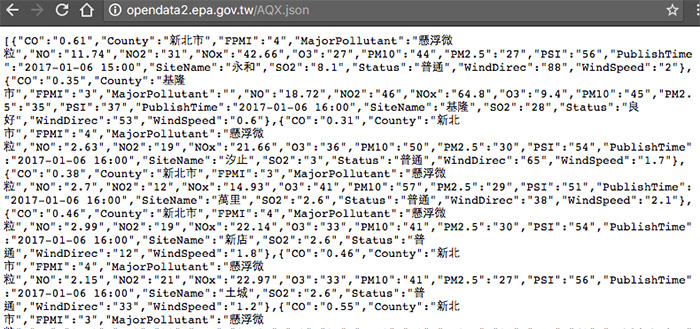 opendata2.epa.gov.tw/AQX.json
[{"CO":"0.61","County":"新北市","FPMI":"4","MajorPollutant":"懸浮微
粒","NO":"11.74","NO2":"31","NOx":"42.66","O3":"27","PM10":"44","PM2.5":"27","PSI":"56","PublishTime"
:"2017-01-06 15:00","SiteName":"永和","SO2":"8.1","Status":"普通","WindDirec":"88","WindSpeed":"2"},
{"CO":"0.35","County":"基隆
市","FPMI":"3","MajorPollutant":"","NO":"18.72","NO2":"46","NOx":"64.8","O3":"9.4","PM10":"45","PM2.
5":"35","PSI":"37","PublishTime":"2017-01-06 16:00","SiteName":"基隆","SO2":"28","Status":"良
好","WindDirec":"53","WindSpeed":"0.6"},{"CO":"0.31","County":"新北
市","FPMI":"4","MajorPollutant":"懸浮微
粒","NO":"2.63","NO2":"19","NOx":"21.66","O3":"36","PM10":"50","PM2.5":"30","PSI":"54","PublishTime"
:"2017-01-06 16:00","SiteName":"汐止","SO2":"3","Status":"普通","WindDirec":"65","WindSpeed":"1.7"},
{"CO":"0.38","County":"新北市","FPMI":"3","MajorPollutant":"懸浮微
粒","NO":"2.7","NO2":"12","NOx":"14.93","O3":"41","PM10":"57","PM2.5":"29","PSI":"51","PublishTime":
"2017-01-06 16:00","SiteName":"萬里","SO2":"2.6","Status":"普通","WindDirec":"38","WindSpeed":"2.1"},
{"CO":"0.46","County":"新北市","FPMI":"4","MajorPollutant":"懸浮微
粒","NO":"2.99","NO2":"19","NOx":"22.14","O3":"33","PM10":"41","PM2.5":"30","PSI":"54","PublishTime"
:"2017-01-06 16:00","SiteName":"新店","SO2":"2.6","Status":"普
通","WindDirec":"12","WindSpeed":"1.8"},{"CO":"0.46","County":"新北
市","FPMI":"4","MajorPollutant":"懸浮微
粒","NO":"2.15","NO2":"21","NOx":"22.97","O3":"33","PM10":"41","PM2.5":"27","PSI":"56","PublishTime"
:"2017-01-06 16:00","SiteName":"土城","SO2":"2.6","Status":"普
通","WindDirec":"33","WindSpeed":"1.2"},{"CO":"0.55","County":"新北
市","FPMI":"3","MajorPollutant":"懸浮微